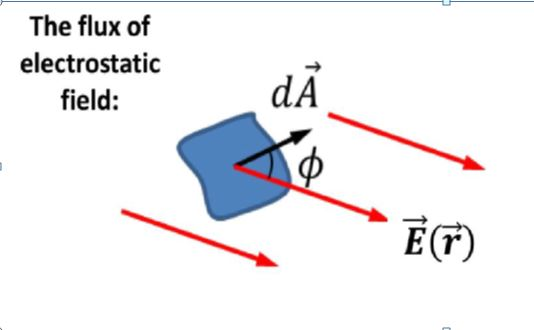 The flux of
electrostatic
field:
d𝐴⃗
ϕ
𝑬⃗(𝒓⃗)